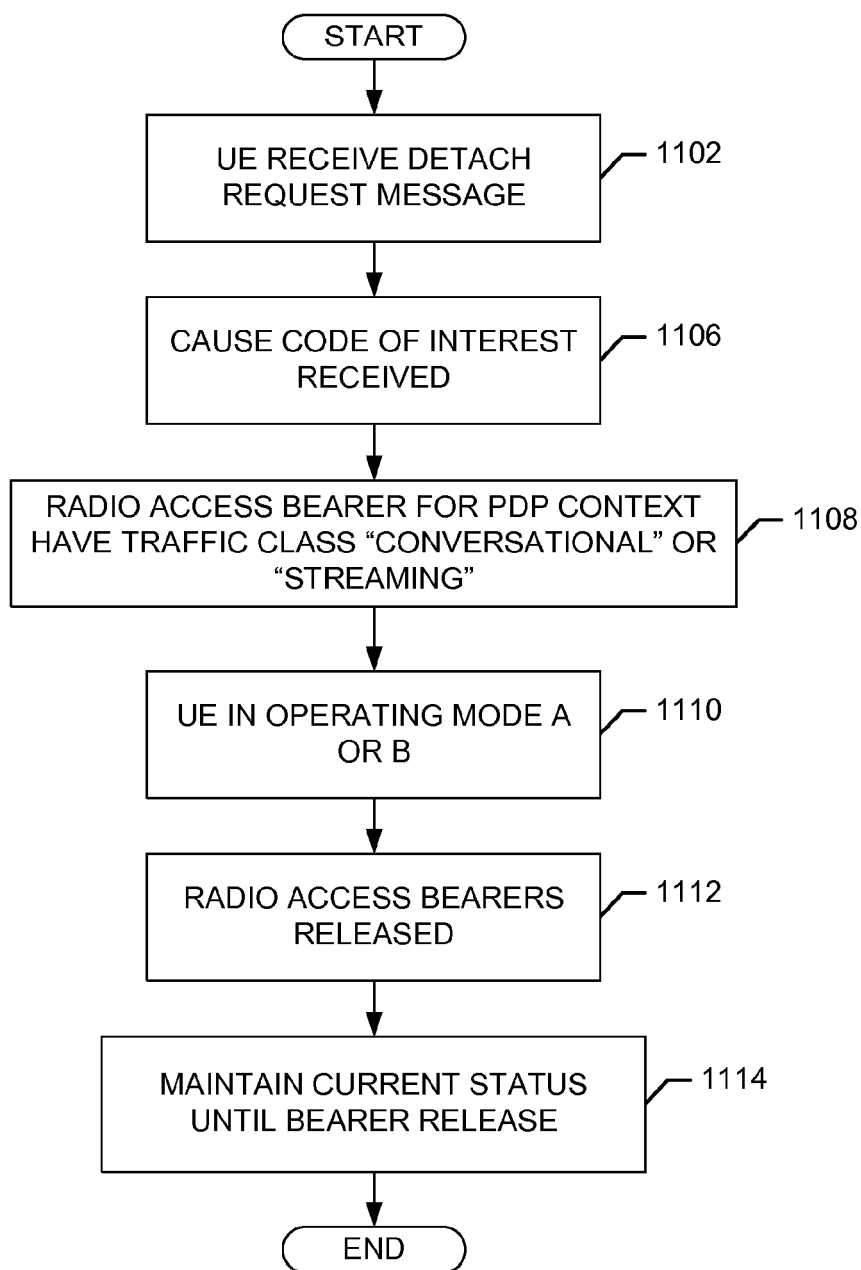 START
UE RECEIVE DETACH
REQUEST MESSAGE
1102
CAUSE CODE OF INTEREST
RECEIVED
1106
RADIO ACCESS BEARER FOR PDP CONTEXT
HAVE TRAFFIC CLASS “CONVERSATIONAL” OR
“STREAMING”
1108
UE IN OPERATING MODE A
OR B
1110
RADIO ACCESS BEARERS
RELEASED
1112
MAINTAIN CURRENT STATUS
UNTIL BEARER RELEASE
1114
END